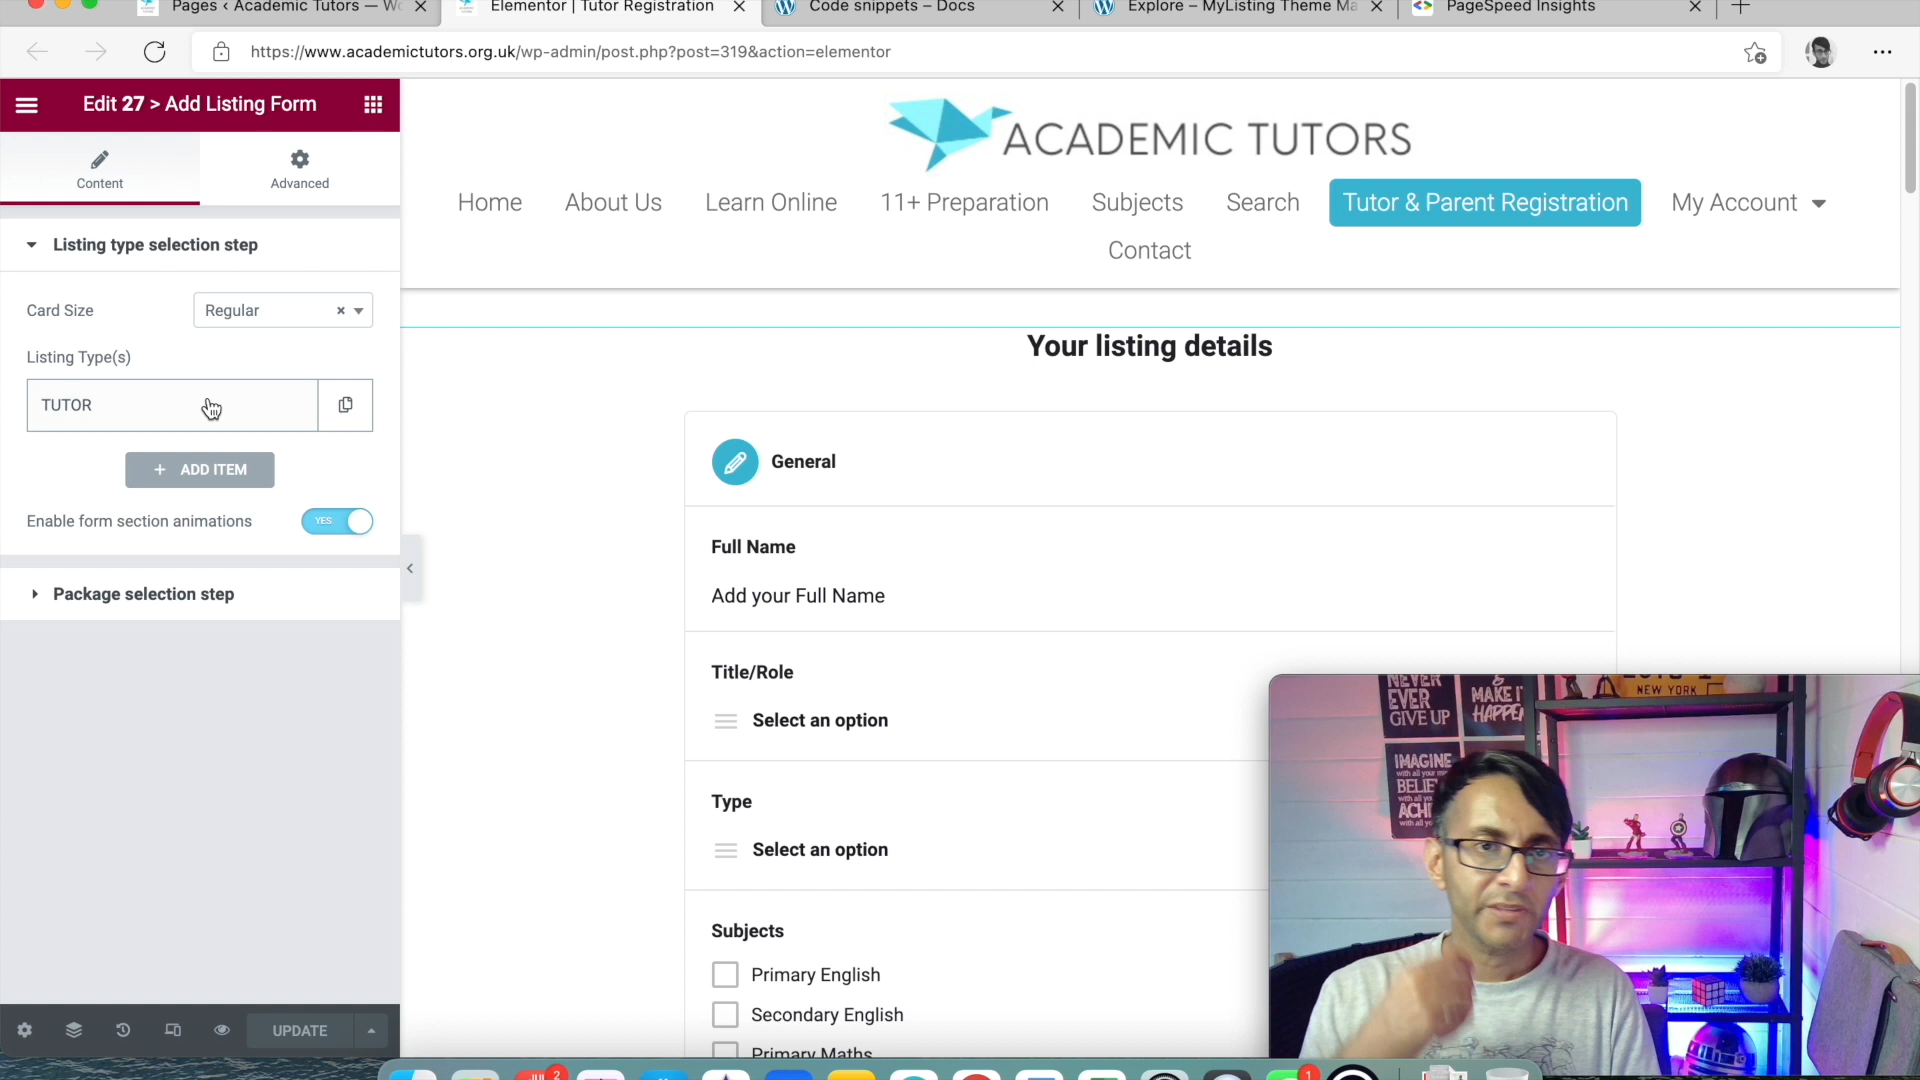 Pages ‹ Academic Tutors —
Elementor | Tutor Registration
Code snippets – Docs
Explore – MyListing Theme
PageSpeed Insights
https://www.academictutors.org.uk/wp-admin/post.php?post=319&action=elementor
Edit 27 > Add Listing Form
Content
Advanced
Listing type selection step
Card Size
Regular
Listing Type(s)
TUTOR
+ ADD ITEM
Enable form section animations
YES
Package selection step
UPDATE
ACADEMIC TUTORS
Home
About Us
Learn Online
11+ Preparation
Subjects
Search
Tutor & Parent Registration
My Account
Contact
Your listing details
General
Full Name
Add your Full Name
Title/Role
Select an option
Type
Select an option
Subjects
Primary English
Secondary English
Primary Maths
NEVER
EVER
GIVE UP
MAKE IT
HAPPEN
NEW YORK
IMAGINE
with all your
2
1